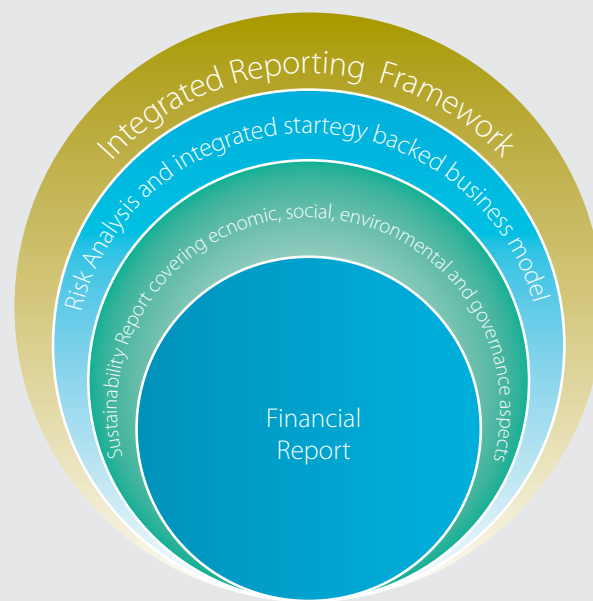 Integrated Reporting Framework
Risk Analysis and integrated startegy backed business model
Sustainability Report covering ecnomic, social, environmental and governance aspects
Financial
Report